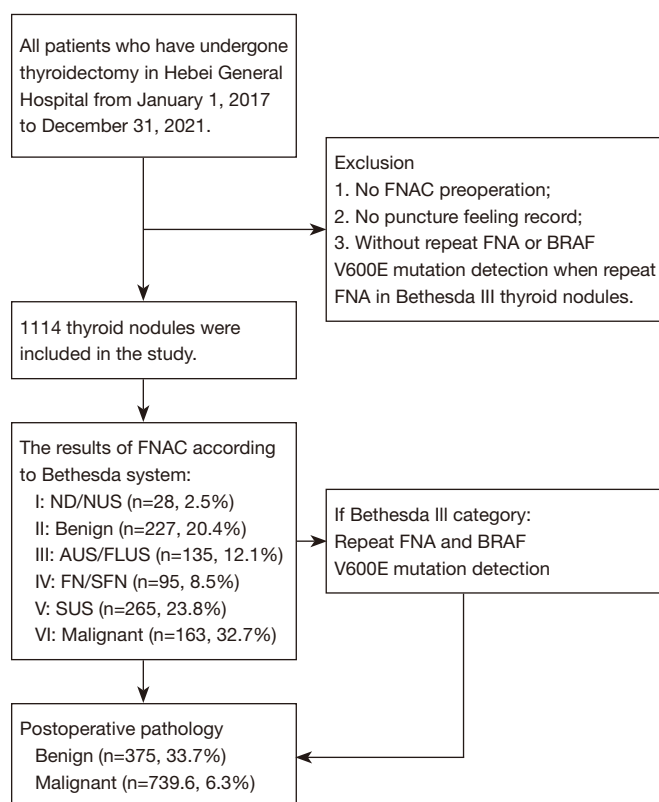 All patients who have undergone
thyroidectomy in Hebei General
Hospital from January 1, 2017
to December 31, 2021.
Exclusion
1. No FNAC preoperation;
2. No puncture feeling record;
3. Without repeat FNA or BRAF
V600E mutation detection when repeat
FNA in Bethesda III thyroid nodules.
1114 thyroid nodules were
included in the study.
The results of FNAC according
to Bethesda system:
I: ND/NUS (n=28, 2.5%)
II: Benign (n=227, 20.4%)
III: AUS/FLUS (n=135, 12.1%)
IV: FN/SFN (n=95, 8.5%)
V: SUS (n=265, 23.8%)
VI: Malignant (n=163, 32.7%)
If Bethesda III category:
Repeat FNA and BRAF
V600E mutation detection
Postoperative pathology
Benign (n=375, 33.7%)
Malignant (n=739.6, 6.3%)